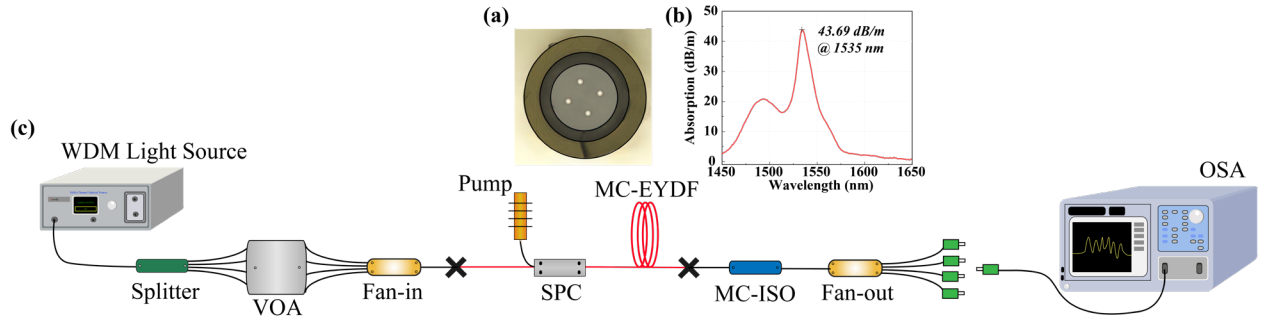 (a)
(b)
43.69 dB/m
@ 1535 nm
Absorption (dB/m)
50
40
30
20
10
0
1450 1500 1550 1600 1650
Wavelength (nm)
(c)
WDM Light Source
Pump
MC-EYDF
OSA
Splitter
VOA
Fan-in
SPC
MC-ISO
Fan-out